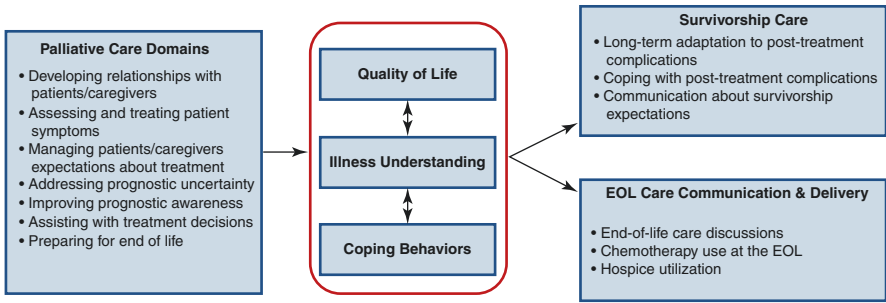 Palliative Care Domains
• Developing relationships with
patients/caregivers
• Assessing and treating patient
symptoms
• Managing patients/caregivers
expectations about treatment
• Addressing prognostic uncertainty
• Improving prognostic awareness
• Assisting with treatment decisions
• Preparing for end of life
Quality of Life
Illness Understanding
Coping Behaviors
Survivorship Care
• Long-term adaptation to post-treatment
complications
• Coping with post-treatment complications
• Communication about survivorship
expectations
EOL Care Communication & Delivery
• End-of-life care discussions
• Chemotherapy use at the EOL
• Hospice utilization